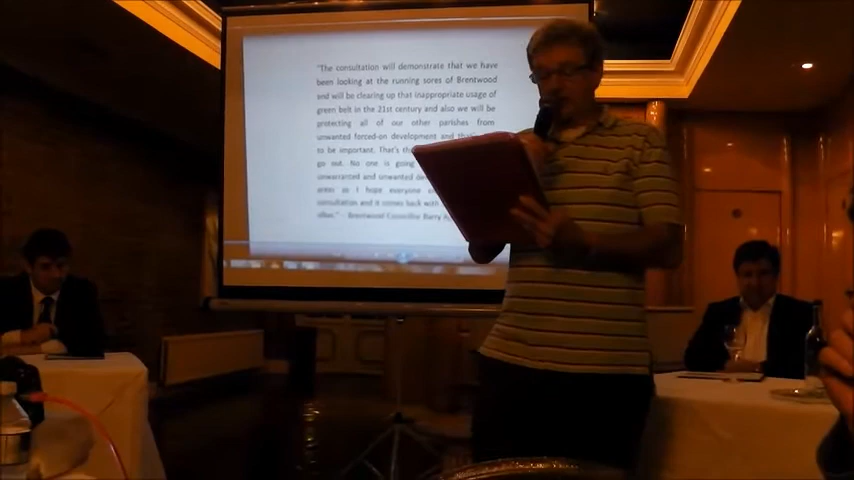 "The consultation will demonstrate that we have
been looking at the running sores of Brentwood
and will be clearing up that inappropriate usage of
green belt in the 21st century and also we will be
protecting all of our other parishes from
unwanted forced-on development and that's
to be important. That's th
go out. No one is going
unwarranted and unwanted de
areas so I hope everyone
consultation and it comes back with
” - Brentwood Councillor Barry